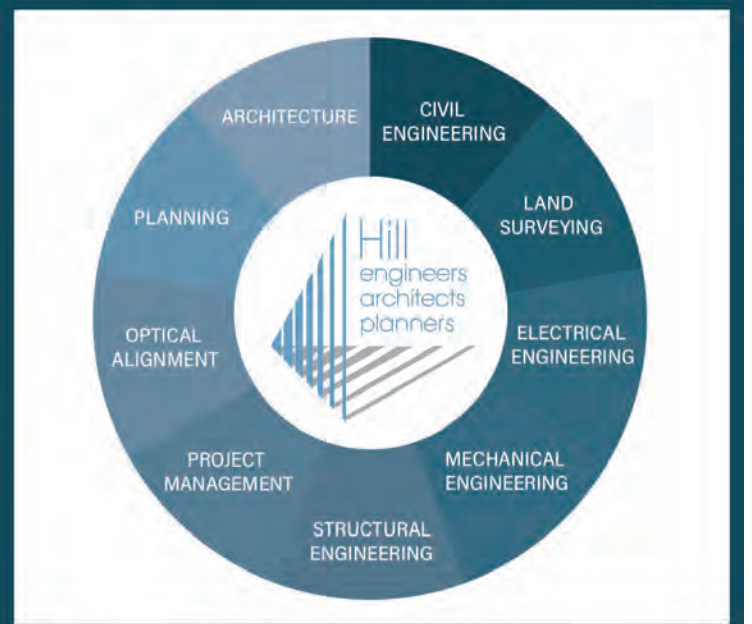 ARCHITECTURE
CIVIL
ENGINEERING
LAND
SURVEYING
ELECTRICAL
ENGINEERING
MECHANICAL
ENGINEERING
STRUCTURAL
ENGINEERING
PROJECT
MANAGEMENT
OPTICAL
ALIGNMENT
PLANNING
Hill
engineers
architects
planners